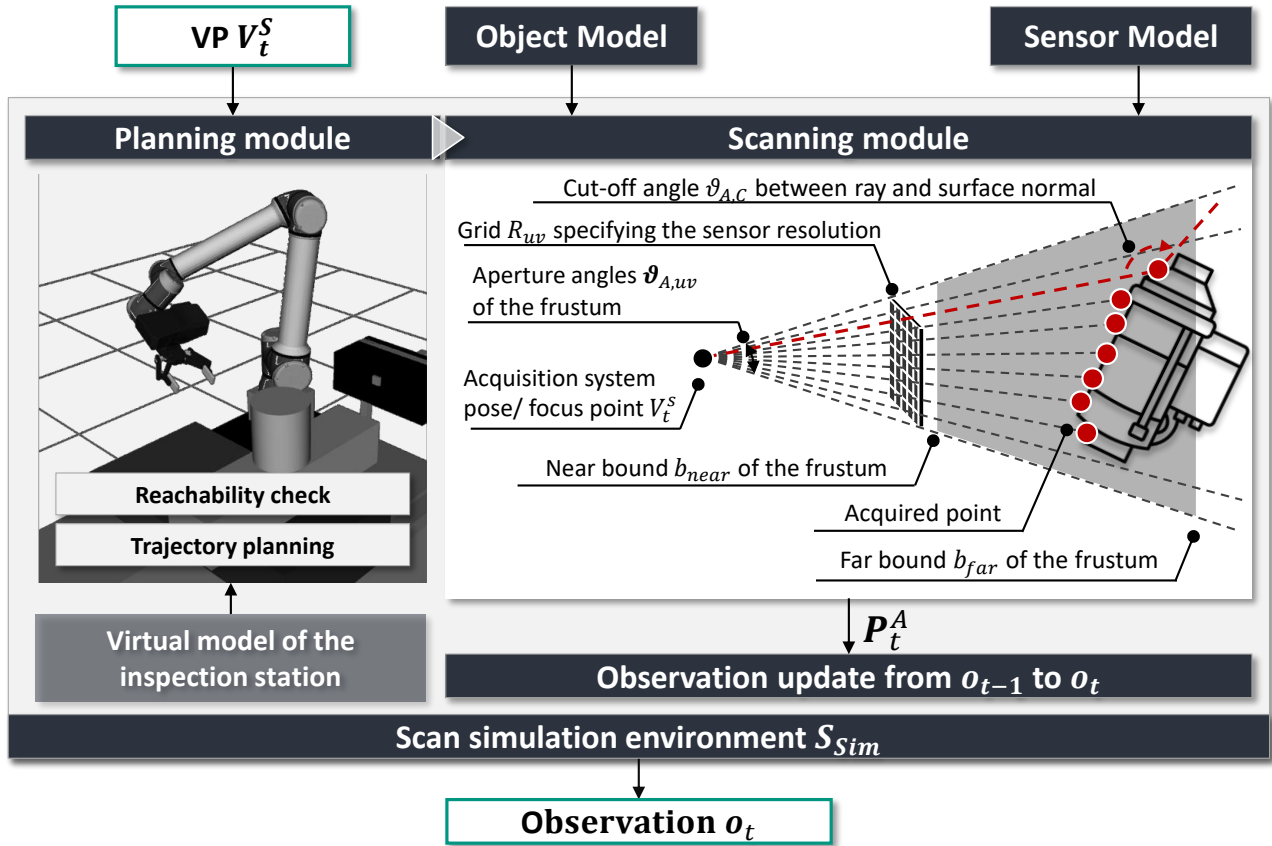 VP $V_t^S$
Object Model
Sensor Model
Planning module
Scanning module
Cut-off angle $\vartheta_{A,C}$ between ray and surface normal
Grid $R_{uv}$ specifying the sensor resolution
Aperture angles $\boldsymbol{\vartheta}_{A,uv}$
of the frustum
Acquisition system
pose/ focus point $V_t^s$
Near bound $b_{near}$ of the frustum
Acquired point
Far bound $b_{far}$ of the frustum
Reachability check
Trajectory planning
Virtual model of the
inspection station
$\boldsymbol{P}_t^A$
Observation update from $o_{t-1}$ to $o_t$
Scan simulation environment $S_{Sim}$
Observation $o_t$